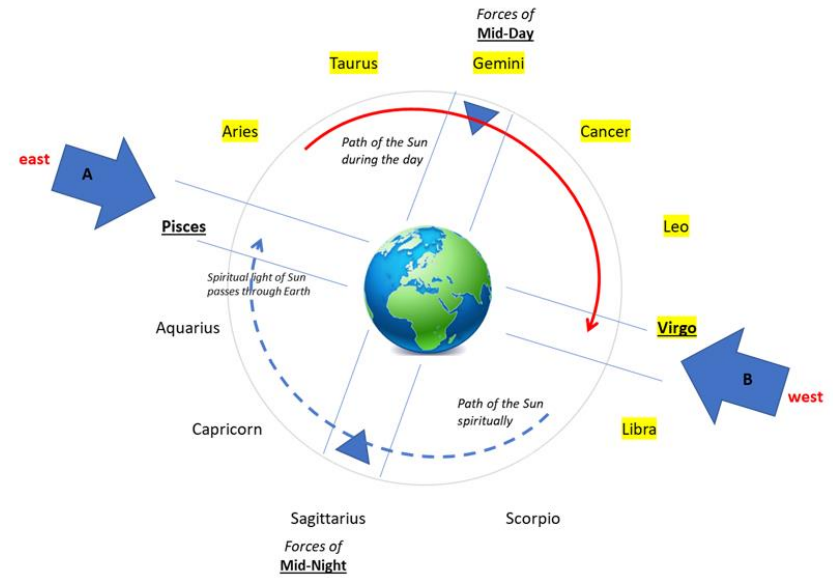 Forces of
Mid-Day
Taurus
Gemini
Aries
Cancer
Path of the Sun
during the day
east
A
Pisces
Leo
Spiritual light of Sun
passes through Earth
Aquarius
Virgo
B
west
Path of the Sun
spiritually
Capricorn
Libra
Sagittarius
Scorpio
Forces of
Mid-Night